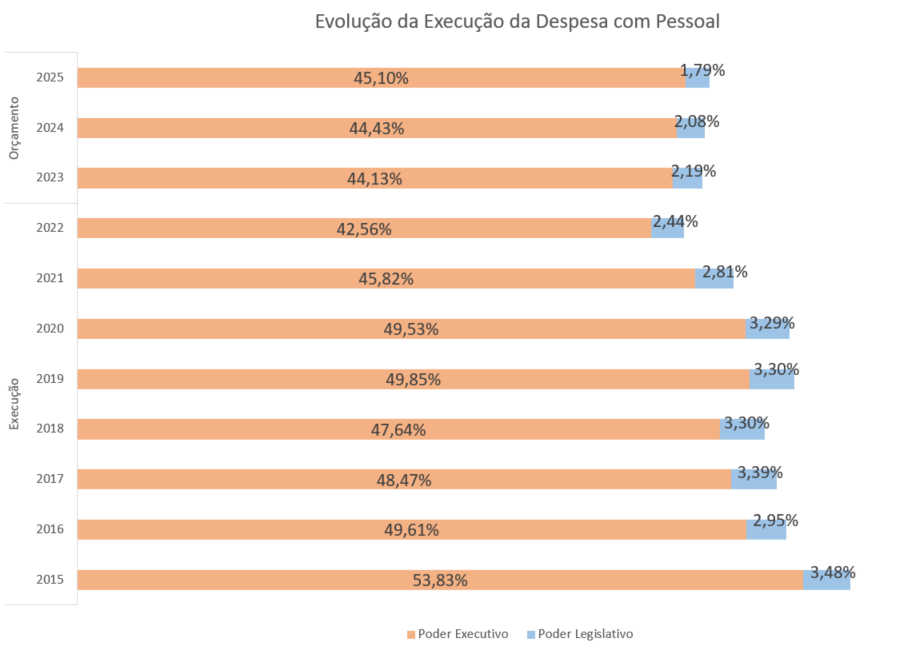 Evolução da Execução da Despesa com Pessoal
Orçamento
2025 45,10% 1,79%
2024 44,43% 2,08%
2023 44,13% 2,19%
Execução
2022 42,56% 2,44%
2021 45,82% 2,81%
2020 49,53% 3,29%
2019 49,85% 3,30%
2018 47,64% 3,30%
2017 48,47% 3,39%
2016 49,61% 2,95%
2015 53,83% 3,48%
Poder Executivo Poder Legislativo